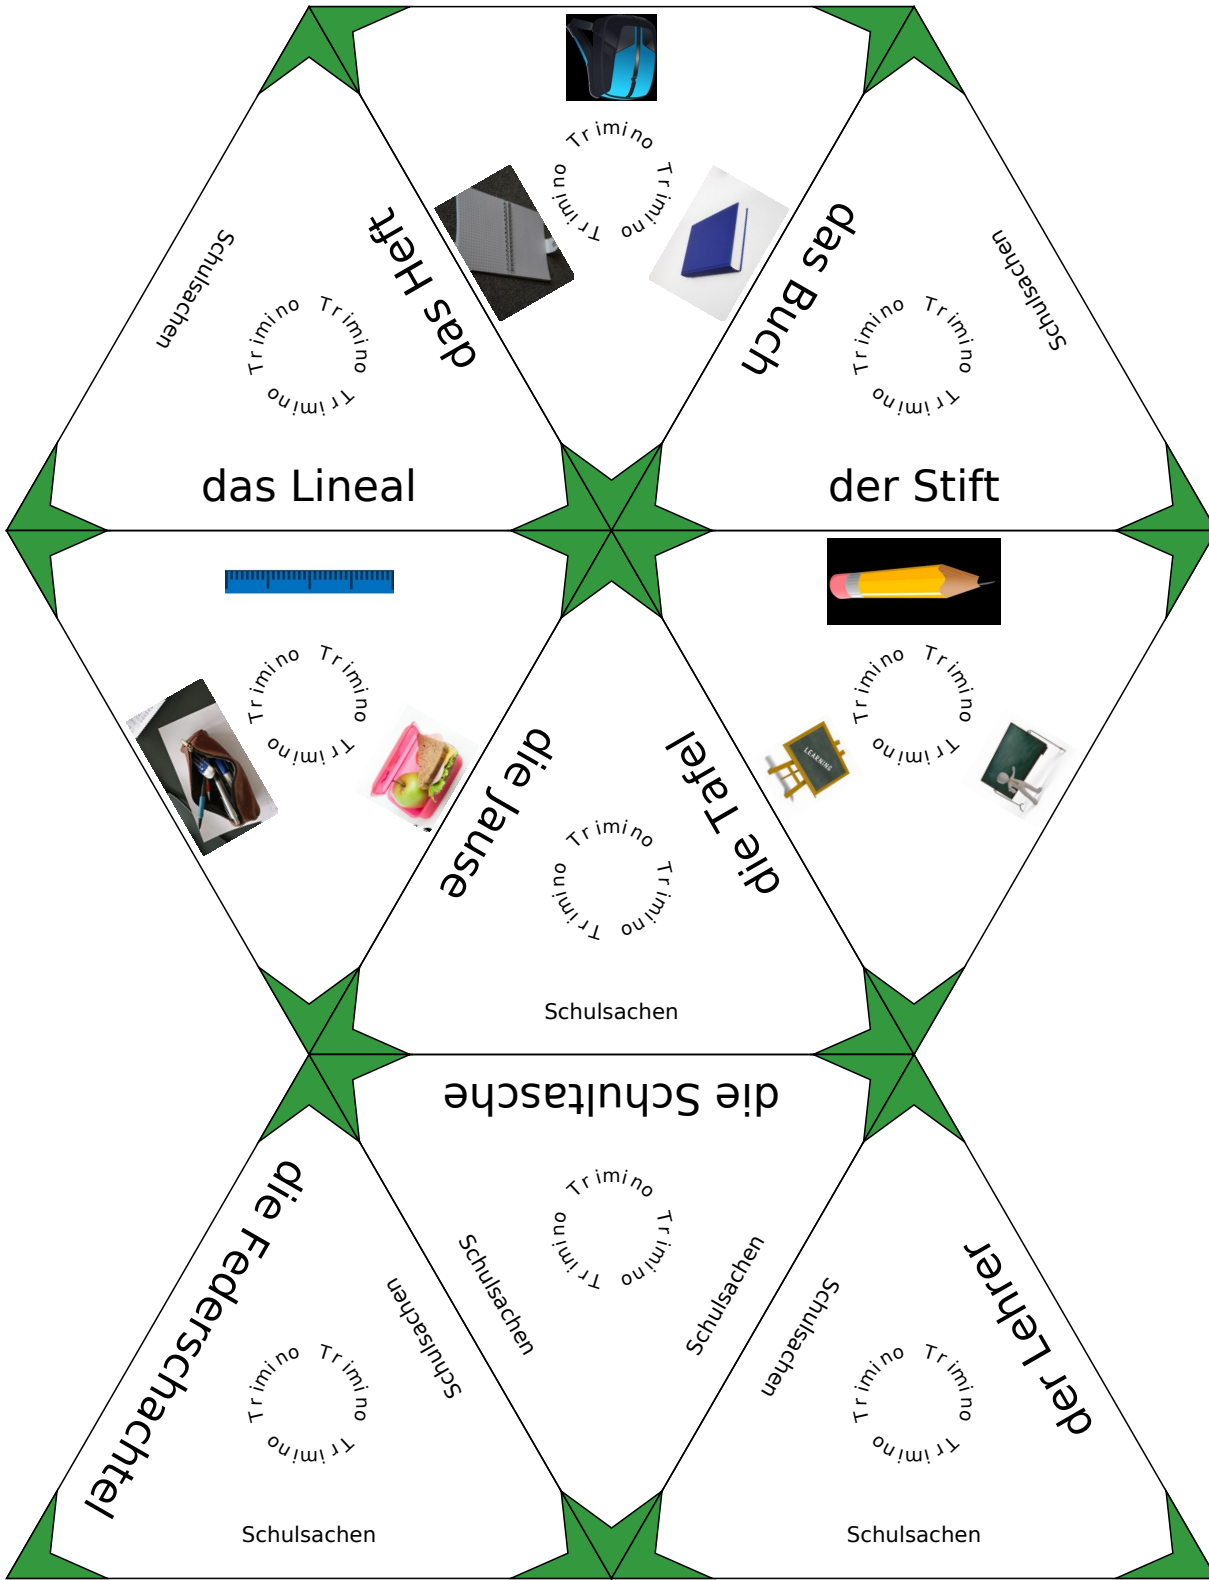 Trimino
Trimino
Trimino
das Heft
das Buch
Schulsachen
Schulsachen
Trimino
Trimino
Trimino
Trimino
Trimino
Trimino
das Lineal
der Stift
Trimino
Trimino
Trimino
Trimino
Trimino
Trimino
LEARNING
die Jause
die Tafel
Trimino
Trimino
Trimino
Schulsachen
die Schultasche
Trimino
Trimino
Trimino
Schulsachen
Schulsachen
die Federschachtel
Schulsachen
Schulsachen
der Lehrer
Trimino
Trimino
Trimino
Trimino
Trimino
Trimino
Schulsachen
Schulsachen